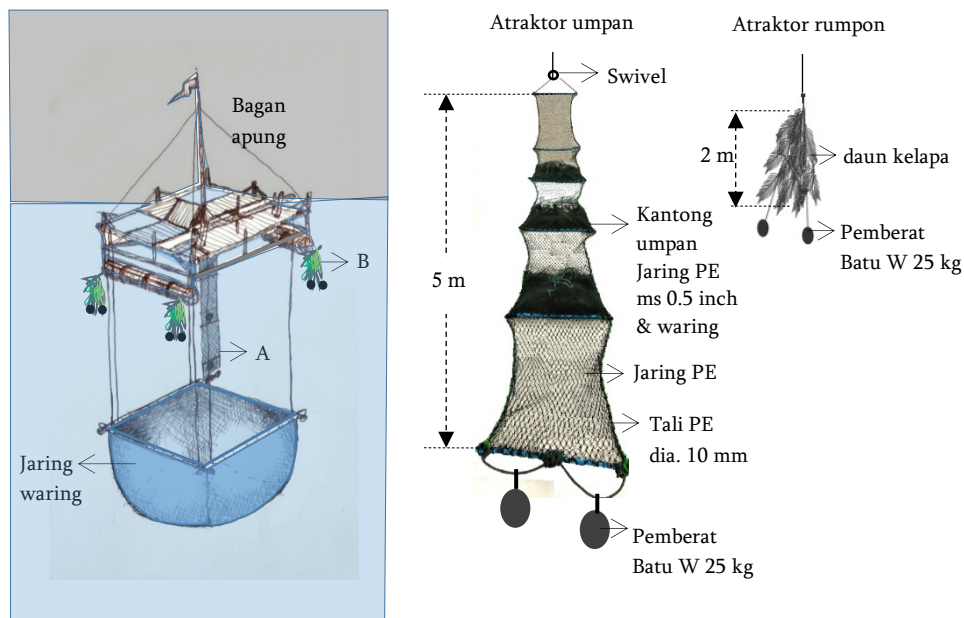 Bagan
apung
B
A
Jaring
waring
Atraktor umpan
Swivel
5 m
Kantong
umpan
Jaring PE
ms 0.5 inch
& waring
Jaring PE
Tali PE
dia. 10 mm
Pemberat
Batu W 25 kg
Atraktor rumpon
2 m
daun kelapa
Pemberat
Batu W 25 kg